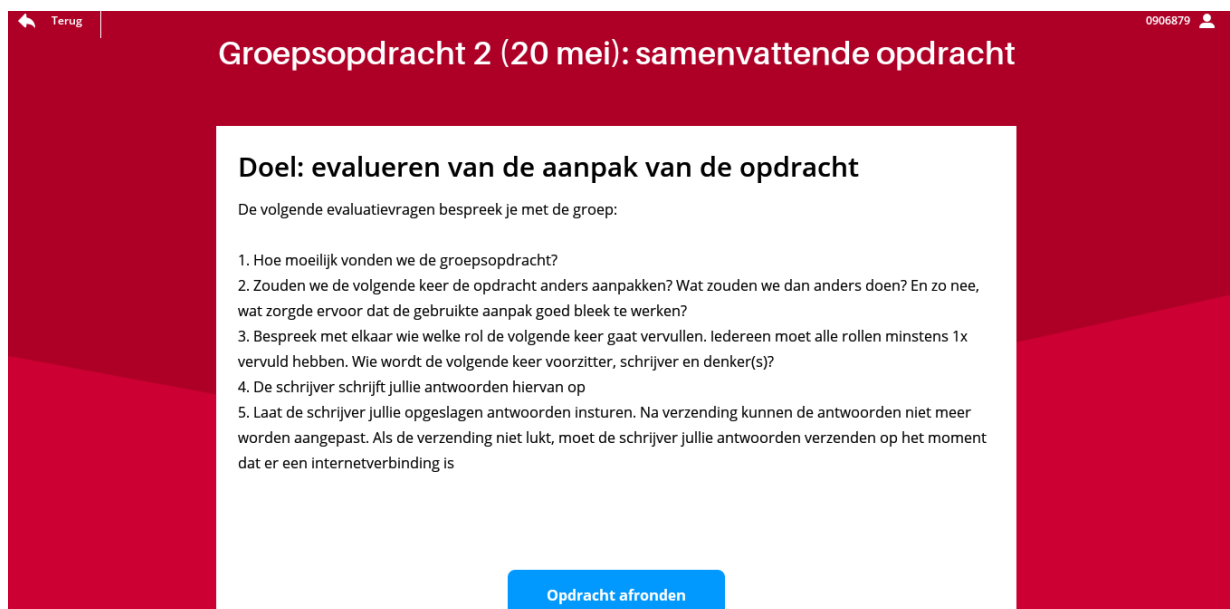 Terug
0906879
Groepsopdracht 2 (20 mei): samenvattende opdracht
Doel: evalueren van de aanpak van de opdracht
De volgende evaluatievragen bespreek je met de groep:
1. Hoe moeilijk vonden we de groepsopdracht?
2. Zouden we de volgende keer de opdracht anders aanpakken? Wat zouden we dan anders doen? En zo nee,
wat zorgde ervoor dat de gebruikte aanpak goed bleek te werken?
3. Bespreek met elkaar wie welke rol de volgende keer gaat vervullen. Iedereen moet alle rollen minstens 1x
vervuld hebben. Wie wordt de volgende keer voorzitter, schrijver en denker(s)?
4. De schrijver schrijft jullie antwoorden hiervan op
5. Laat de schrijver jullie opgeslagen antwoorden insturen. Na verzending kunnen de antwoorden niet meer
worden aangepast. Als de verzending niet lukt, moet de schrijver jullie antwoorden verzenden op het moment
dat er een internetverbinding is
Opdracht afronden